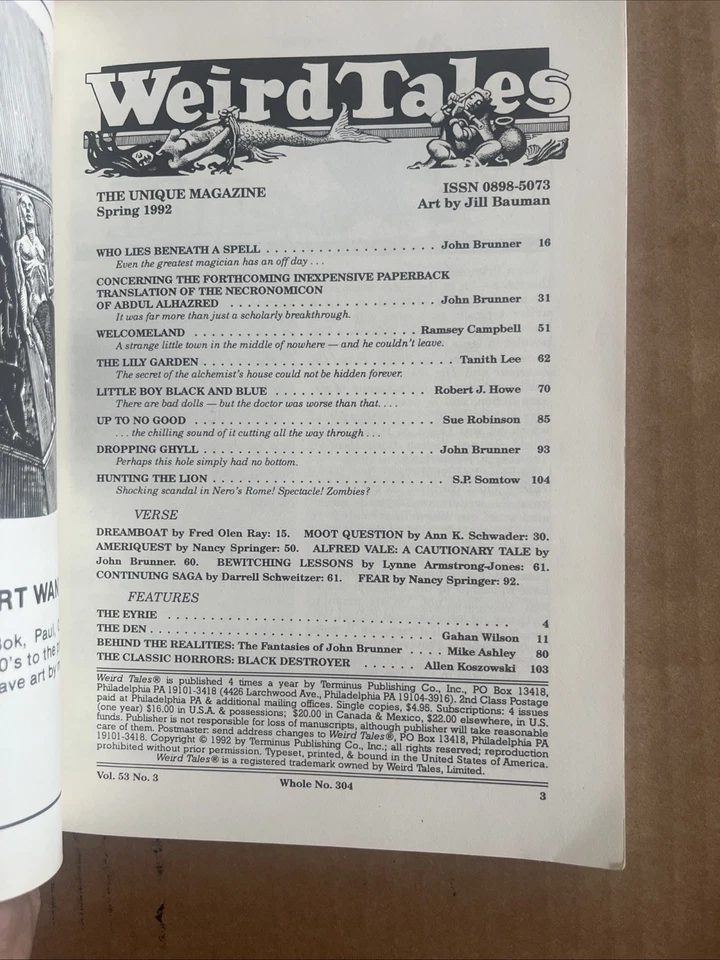 Weird Tales
THE UNIQUE MAGAZINE
Spring 1992
ISSN 0898-5073
Art by Jill Bauman
WHO LIES BENEATH A SPELL . . . . . . . . . . . . . . . . . . . . . . John Brunner 16
Even the greatest magician has an off day . . .
CONCERNING THE FORTHCOMING INEXPENSIVE PAPERBACK
TRANSLATION OF THE NECRONOMICON
OF ABDUL ALHAZRED . . . . . . . . . . . . . . . . . . . . . . . . . . . John Brunner 31
It was far more than just a scholarly breakthrough.
WELCOMELAND . . . . . . . . . . . . . . . . . . . . . . . . . . . . Ramsey Campbell 51
A strange little town in the middle of nowhere — and he couldn't leave.
THE LILY GARDEN . . . . . . . . . . . . . . . . . . . . . . . . . . . . . . . Tanith Lee 62
The secret of the alchemist's house could not be hidden forever.
LITTLE BOY BLACK AND BLUE . . . . . . . . . . . . . . . . . . . Robert J. Howe 70
There are bad dolls — but the doctor was worse than that. . . .
UP TO NO GOOD . . . . . . . . . . . . . . . . . . . . . . . . . . . . . . Sue Robinson 85
. . . the chilling sound of it cutting all the way through . . .
DROPPING GHYLL . . . . . . . . . . . . . . . . . . . . . . . . . . . . . John Brunner 93
Perhaps this hole simply had no bottom.
HUNTING THE LION . . . . . . . . . . . . . . . . . . . . . . . . . . . . . S.P. Somtow 104
Shocking scandal in Nero's Rome! Spectacle! Zombies?
VERSE
DREAMBOAT by Fred Olen Ray: 15. MOOT QUESTION by Ann K. Schwader: 30.
AMERIQUEST by Nancy Springer: 50. ALFRED VALE: A CAUTIONARY TALE by
John Brunner. 60. BEWITCHING LESSONS by Lynne Armstrong-Jones: 61.
CONTINUING SAGA by Darrell Schweitzer: 61. FEAR by Nancy Springer: 92.
FEATURES
THE EYRIE . . . . . . . . . . . . . . . . . . . . . . . . . . . . . . . . . . . . . . . . 4
THE DEN . . . . . . . . . . . . . . . . . . . . . . . . . . . . . . . . . . Gahan Wilson 11
BEHIND THE REALITIES: The Fantasies of John Brunner . . . . Mike Ashley 80
THE CLASSIC HORRORS: BLACK DESTROYER . . . . . . Allen Koszowski 103
Weird Tales® is published 4 times a year by Terminus Publishing Co., Inc., PO Box 13418,
Philadelphia PA 19101-3418 (4426 Larchwood Ave., Philadelphia PA 19104-3916). 2nd Class Postage
paid at Philadelphia PA & additional mailing offices. Single copies, $4.95. Subscriptions: 4 issues
(one year) $16.00 in U.S.A. & possessions; $20.00 in Canada & Mexico, $22.00 elsewhere, in U.S.
funds. Publisher is not responsible for loss of manuscripts, although publisher will take reasonable
care of them. Postmaster: send address changes to Weird Tales®, PO Box 13418, Philadelphia PA
19101-3418. Copyright © 1992 by Terminus Publishing Co., Inc.; all rights reserved; reproduction
prohibited without prior permission. Typeset, printed, & bound in the United States of America.
Weird Tales® is a registered trademark owned by Weird Tales, Limited.
Vol. 53 No. 3
Whole No. 304
3
RT WAN
ok, Paul,
0's to the
ave art by